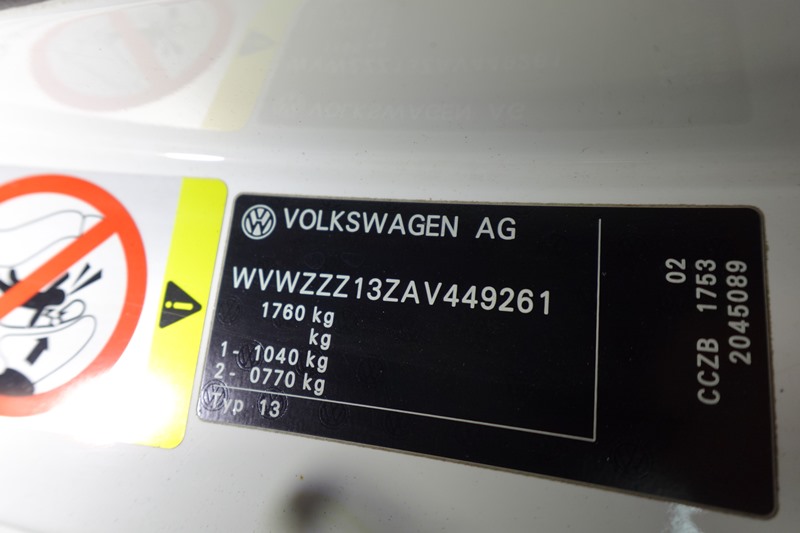 VOLKSWAGEN AG
WVWZZZ13ZAV449261
1760 kg
kg
1- 1040 kg
2- 0770 kg
Typ 13
02
CCZB 1753
2045089